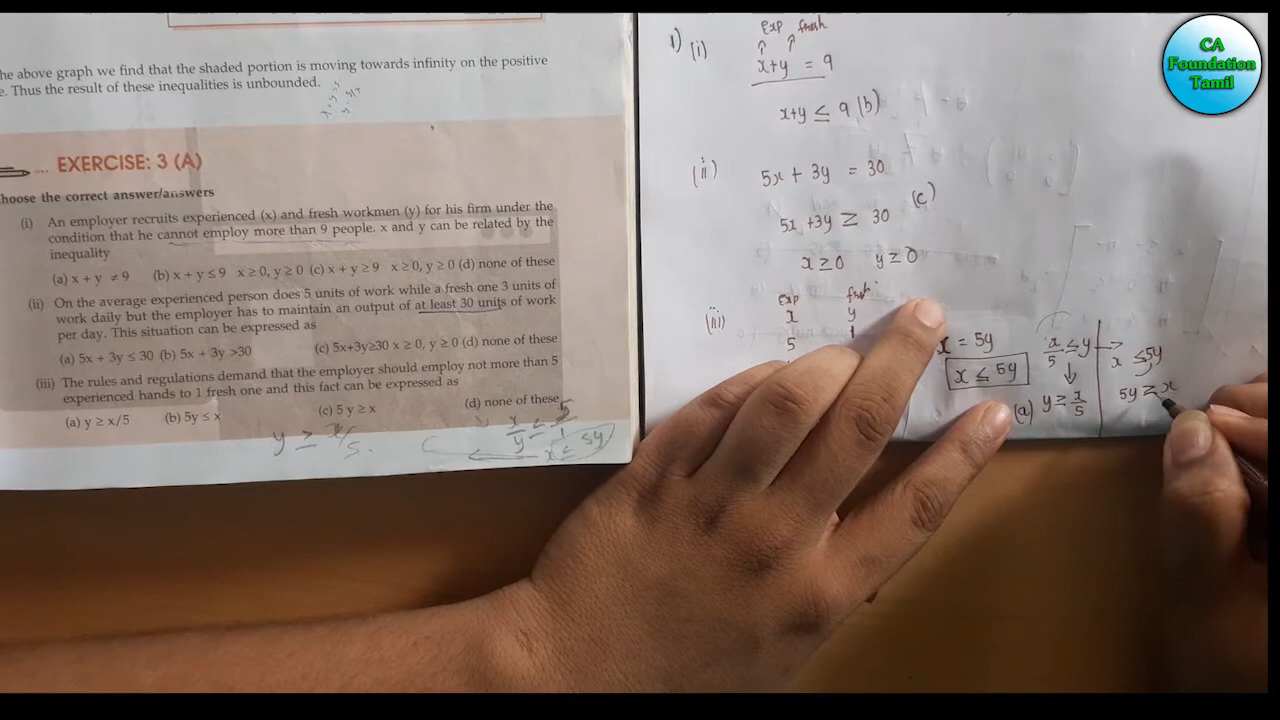 he above graph we find that the shaded portion is moving towards infinity on the positive
e. Thus the result of these inequalities is unbounded.
EXERCISE: 3 (A)
hoose the correct answer/answers
(i) An employer recruits experienced (x) and fresh workmen (y) for his firm under the
condition that he cannot employ more than 9 people. x and y can be related by the
inequality
(a) x + y ≠ 9 (b) x + y ≤ 9 x ≥ 0, y ≥ 0 (c) x + y ≥ 9 x ≥ 0, y ≥ 0 (d) none of these
(ii) On the average experienced person does 5 units of work while a fresh one 3 units of
work daily but the employer has to maintain an output of at least 30 units of work
per day. This situation can be expressed as
(a) 5x + 3y ≤ 30 (b) 5x + 3y >30 (c) 5x+3y≥30 x ≥ 0, y ≥ 0 (d) none of these
(iii) The rules and regulations demand that the employer should employ not more than 5
experienced hands to 1 fresh one and this fact can be expressed as
(a) y ≥ x/5 (b) 5y ≤ x (c) 5 y ≥ x (d) none of these
y ≥ x/5.
x/y ≤ 5/1
x ≤ 5y
Exp fresh
1) (i) x+y = 9
x+y ≤ 9 (b)
(ii) 5x + 3y = 30
5x +3y ≥ 30 (c)
x ≥ 0 y ≥ 0
Exp fresh
(iii) x y
5 1
x = 5y
x ≤ 5y
x/5 ≤ y
(a) y ≥ x/5
x ≤ 5y
5y ≥ x
CA
Foundation
Tamil